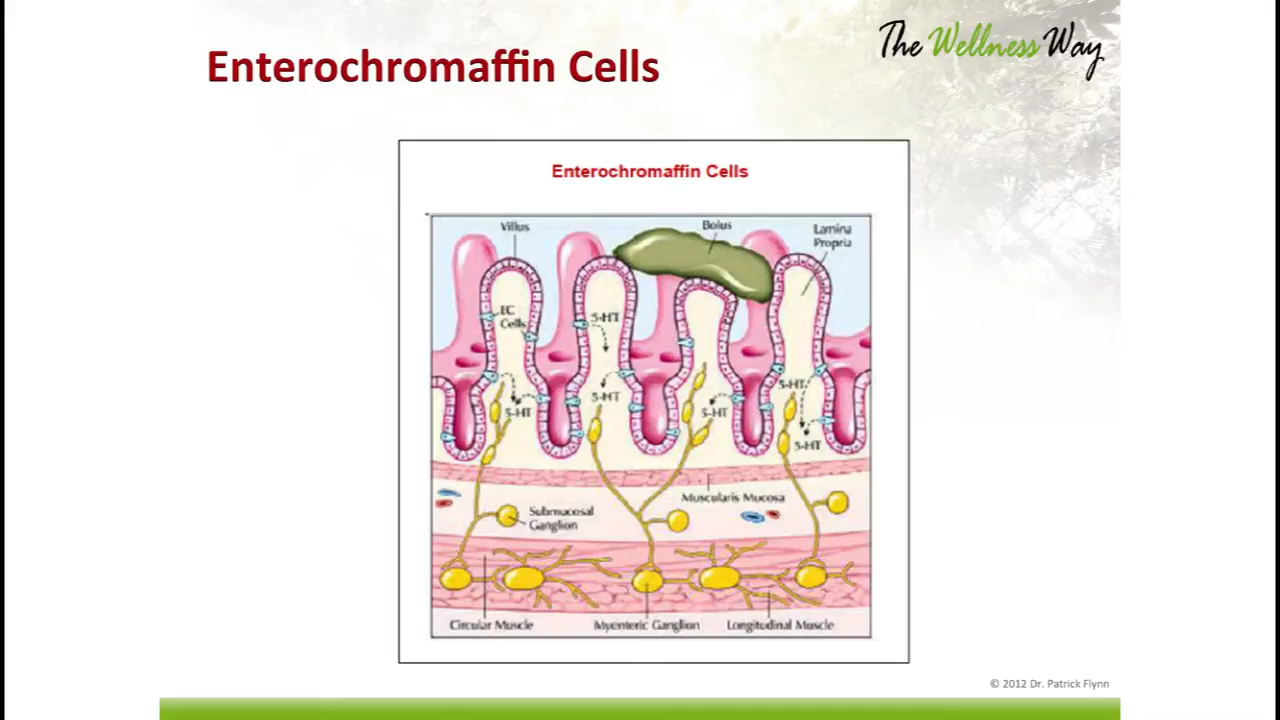 The Wellness Way
Enterochromaffin Cells
Enterochromaffin Cells
Villus
Bolus
Lamina
Propria
EC
Cells
5-HT
5-HT
5-HT
5-HT
5-HT
5-HT
Muscularis Mucosa
Submucosal
Ganglion
Circular Muscle
Myenteric Ganglion
Longitudinal Muscle
© 2012 Dr. Patrick Flynn